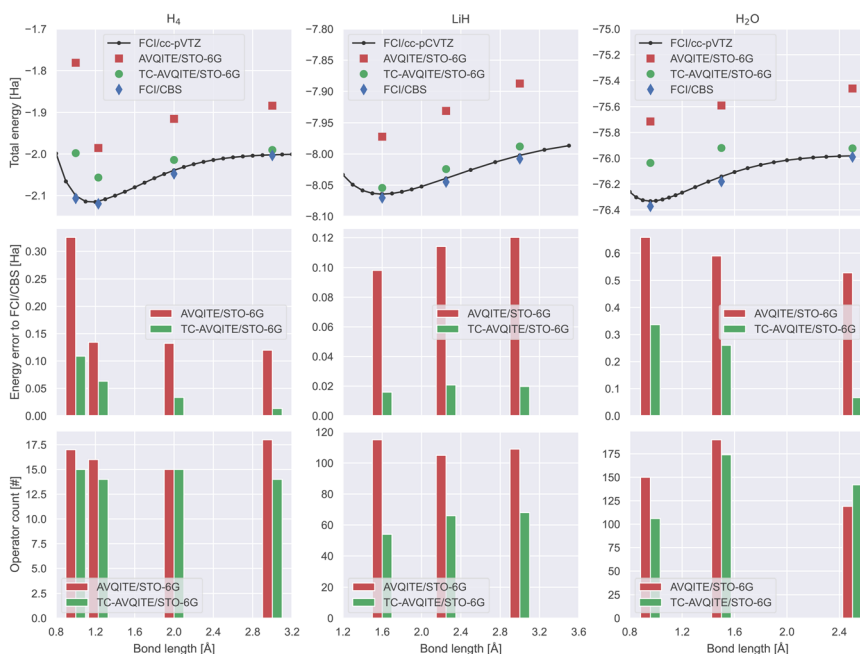 H₄
LiH
H₂O
Total energy [Ha]
−1.7
−1.8
−1.9
−2.0
−2.1
FCI/cc-pVTZ
AVQITE/STO-6G
TC-AVQITE/STO-6G
FCI/CBS
−7.80
−7.85
−7.90
−7.95
−8.00
−8.05
−8.10
FCI/cc-pCVTZ
AVQITE/STO-6G
TC-AVQITE/STO-6G
FCI/CBS
−75.0
−75.2
−75.4
−75.6
−75.8
−76.0
−76.2
−76.4
FCI/cc-pVTZ
AVQITE/STO-6G
TC-AVQITE/STO-6G
FCI/CBS
Energy error to FCI/CBS [Ha]
0.30
0.25
0.20
0.15
0.10
0.05
0.00
AVQITE/STO-6G
TC-AVQITE/STO-6G
0.12
0.10
0.08
0.06
0.04
0.02
0.00
AVQITE/STO-6G
TC-AVQITE/STO-6G
0.6
0.5
0.4
0.3
0.2
0.1
0.0
AVQITE/STO-6G
TC-AVQITE/STO-6G
Operator count [#]
17.5
15.0
12.5
10.0
7.5
5.0
2.5
0.0
AVQITE/STO-6G
TC-AVQITE/STO-6G
0.8 1.2 1.6 2.0 2.4 2.8 3.2
Bond length [Å]
120
100
80
60
40
20
0
AVQITE/STO-6G
TC-AVQITE/STO-6G
1.2 1.6 2.0 2.4 2.8 3.2 3.6
Bond length [Å]
175
150
125
100
75
50
25
0
AVQITE/STO-6G
TC-AVQITE/STO-6G
0.8 1.2 1.6 2.0 2.4
Bond length [Å]